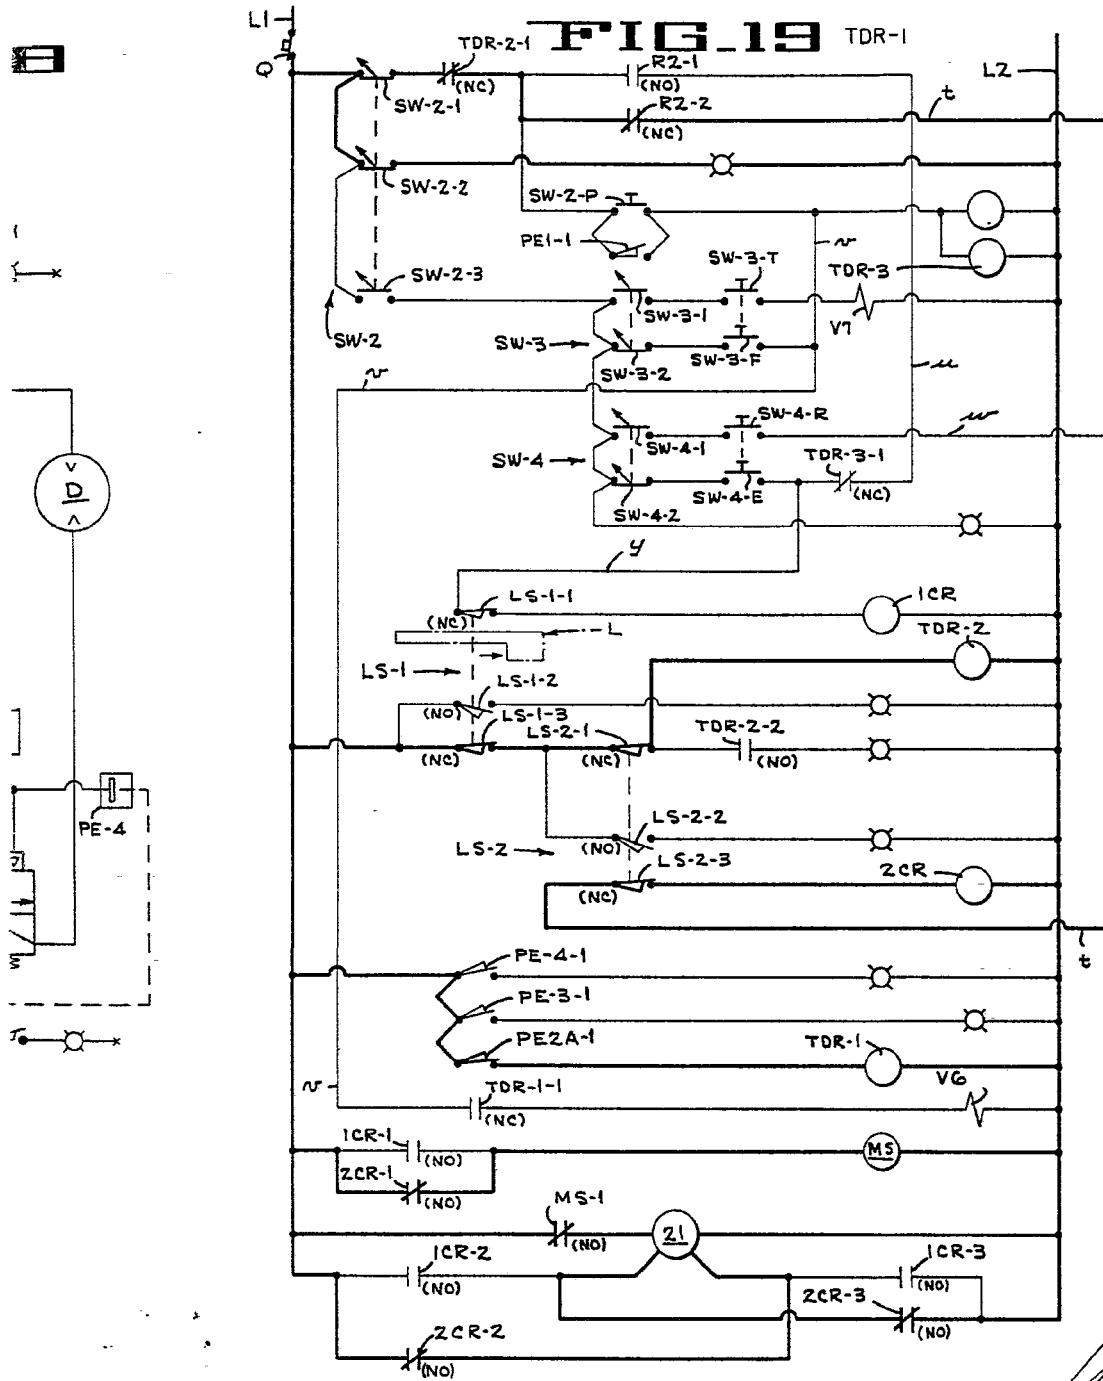 L1
FIG_19
TDR-1
TDR-2-1
R2-1
Q
(NC)
(NO)
L2
SW-2-1
R2-2
t
(NC)
SW-2-2
SW-2-P
PE1-1
v
SW-2-3
SW-3-T
TDR-3
SW-3-1
V7
SW-2
SW-3
SW-3-F
SW-3-2
v
u
SW-4-R
w
SW-4-1
TDR-3-1
SW-4
SW-4-E
(NC)
SW-4-2
D
y
LS-1-1
1CR
(NC)
L
TDR-2
LS-1
LS-1-2
(NO)
LS-1-3
LS-2-1
TDR-2-2
(NC)
(NC)
(NO)
PE-4
LS-2-2
LS-2
(NO)
LS-2-3
2CR
(NC)
7
t
PE-4-1
PE-3-1
PE2A-1
TDR-1
v
TDR-1-1
V6
(NC)
1CR-1
(NO)
MS
2CR-1
(NO)
MS-1
(NO)
21
1CR-2
1CR-3
(NO)
(NO)
2CR-3
(NO)
2CR-2
(NO)